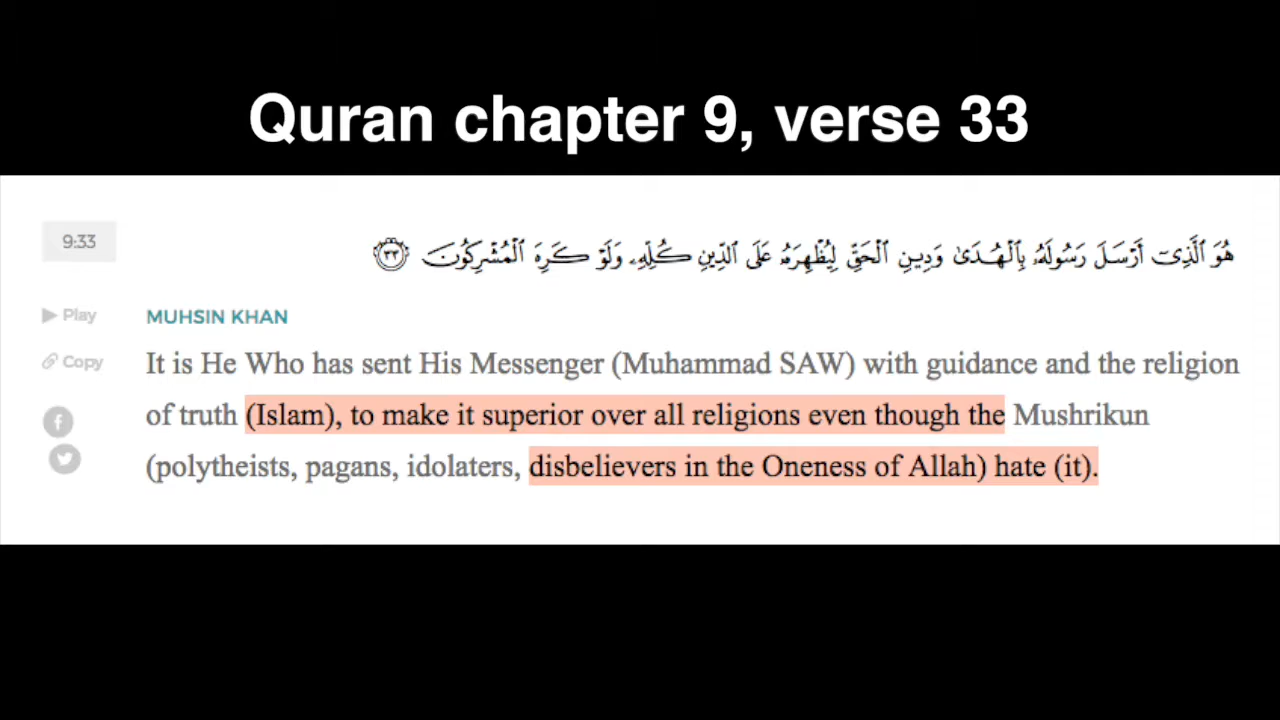 Quran chapter 9, verse 33
9:33
هُوَ ٱلَّذِىٓ أَرْسَلَ رَسُولَهُۥ بِٱلْهُدَىٰ وَدِينِ ٱلْحَقِّ لِيُظْهِرَهُۥ عَلَى ٱلدِّينِ كُلِّهِۦ وَلَوْ كَرِهَ ٱلْمُشْرِكُونَ ٣٣
Play
MUHSIN KHAN
It is He Who has sent His Messenger (Muhammad SAW) with guidance and the religion
Copy
of truth (Islam), to make it superior over all religions even though the Mushrikun
(polytheists, pagans, idolaters, disbelievers in the Oneness of Allah) hate (it).